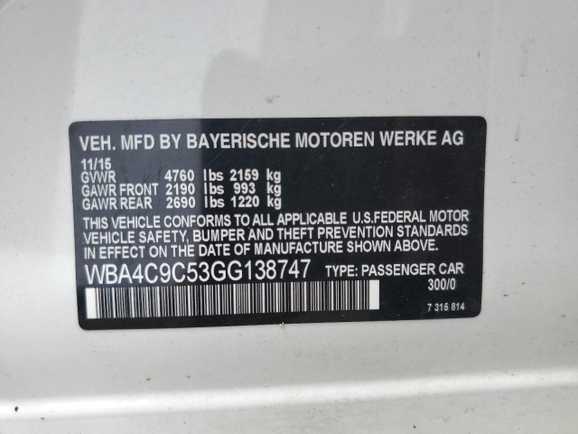 VEH. MFD BY BAYERISCHE MOTOREN WERKE AG
11/15
GVWR 4760 lbs 2159 kg
GAWR FRONT 2190 lbs 993 kg
GAWR REAR 2690 lbs 1220 kg
THIS VEHICLE CONFORMS TO ALL APPLICABLE U.S.FEDERAL MOTOR
VEHICLE SAFETY, BUMPER AND THEFT PREVENTION STANDARDS
IN EFFECT ON THE DATE OF MANUFACTURE SHOWN ABOVE.
WBA4C9C53GG138747 TYPE: PASSENGER CAR
300/0
7 316 814